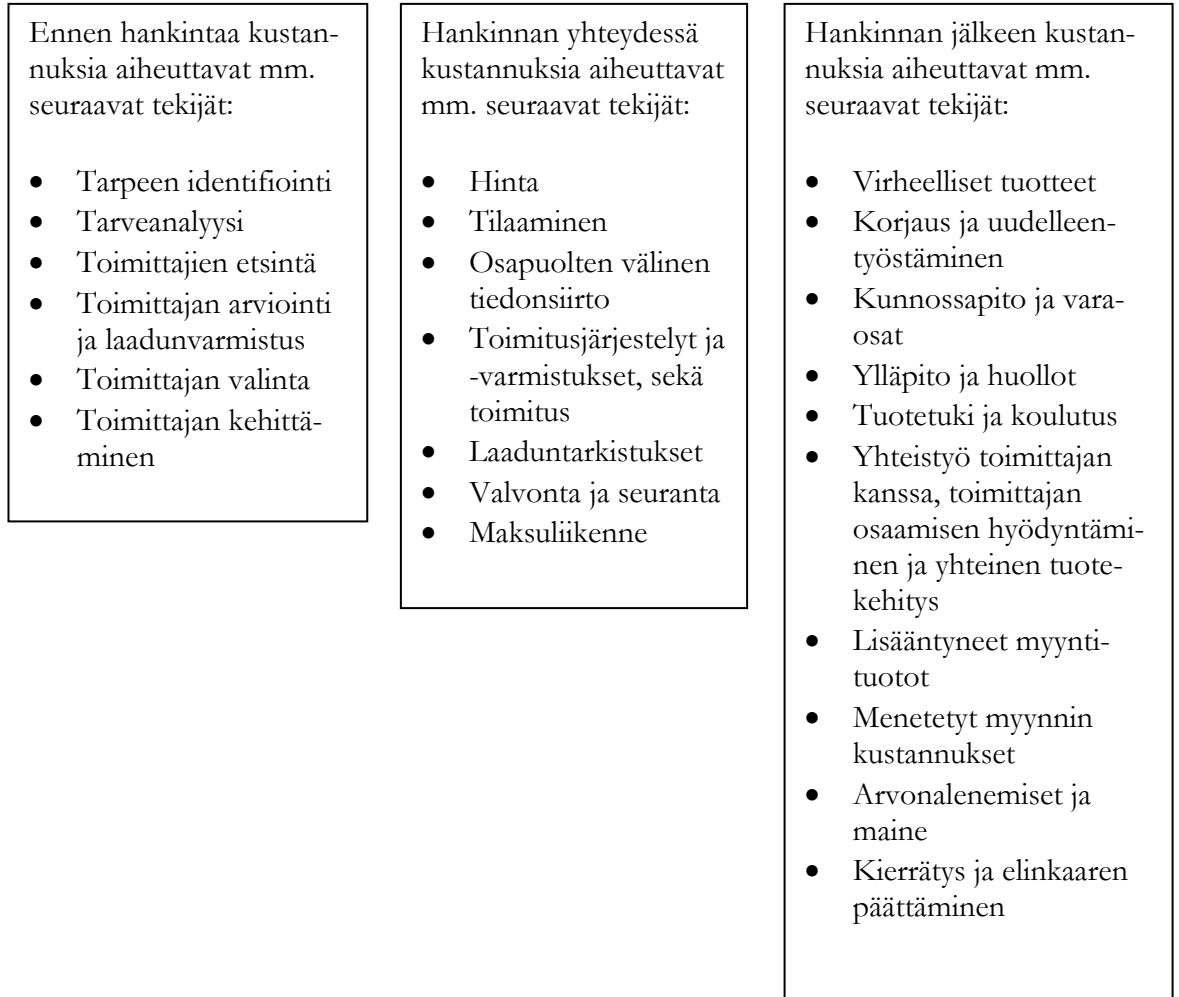 Ennen hankintaa kustan-
nuksia aiheuttavat mm.
seuraavat tekijät:
• Tarpeen identifiointi
• Tarveanalyysi
• Toimittajien etsintä
• Toimittajan arviointi
ja laadunvarmistus
• Toimittajan valinta
• Toimittajan kehittä-
minen
Hankinnan yhteydessä
kustannuksia aiheuttavat
mm. seuraavat tekijät:
• Hinta
• Tilaaminen
• Osapuolten välinen
tiedonsiirto
• Toimitusjärjestelyt ja
-varmistukset, sekä
toimitus
• Laaduntarkistukset
• Valvonta ja seuranta
• Maksuliikenne
Hankinnan jälkeen kustan-
nuksia aiheuttavat mm.
seuraavat tekijät:
• Virheelliset tuotteet
• Korjaus ja uudelleen-
työstäminen
• Kunnossapito ja vara-
osat
• Ylläpito ja huollot
• Tuotetuki ja koulutus
• Yhteistyö toimittajan
kanssa, toimittajan
osaamisen hyödyntämi-
nen ja yhteinen tuote-
kehitys
• Lisääntyneet myynti-
tuotot
• Menetetyt myynnin
kustannukset
• Arvonalenemiset ja
maine
• Kierrätys ja elinkaaren
päättäminen